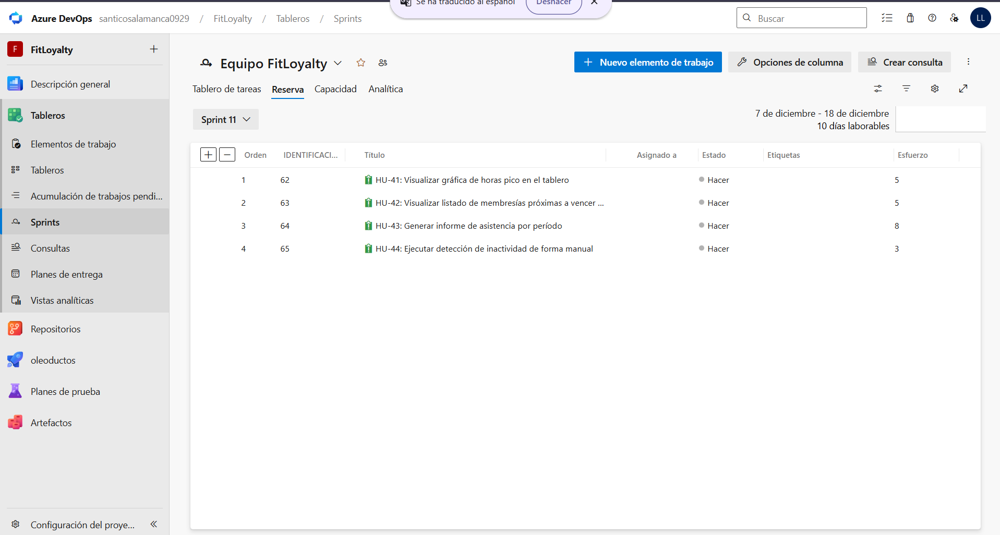 Se ha traducido al español
Deshacer
Azure DevOps santicosalamanca0929 / FitLoyalty / Tableros / Sprints
Buscar
LL
F FitLoyalty
Descripción general
Tableros
Elementos de trabajo
Tableros
Acumulación de trabajos pendi...
Sprints
Consultas
Planes de entrega
Vistas analíticas
Repositorios
oleoductos
Planes de prueba
Artefactos
Configuración del proye...
Equipo FitLoyalty
Nuevo elemento de trabajo
Opciones de columna
Crear consulta
Tablero de tareas Reserva Capacidad Analítica
Sprint 11
7 de diciembre - 18 de diciembre
10 días laborables
Orden IDENTIFICACI... Título Asignado a Estado Etiquetas Esfuerzo
1 62 HU-41: Visualizar gráfica de horas pico en el tablero Hacer 5
2 63 HU-42: Visualizar listado de membresías próximas a vencer ... Hacer 5
3 64 HU-43: Generar informe de asistencia por período Hacer 8
4 65 HU-44: Ejecutar detección de inactividad de forma manual Hacer 3